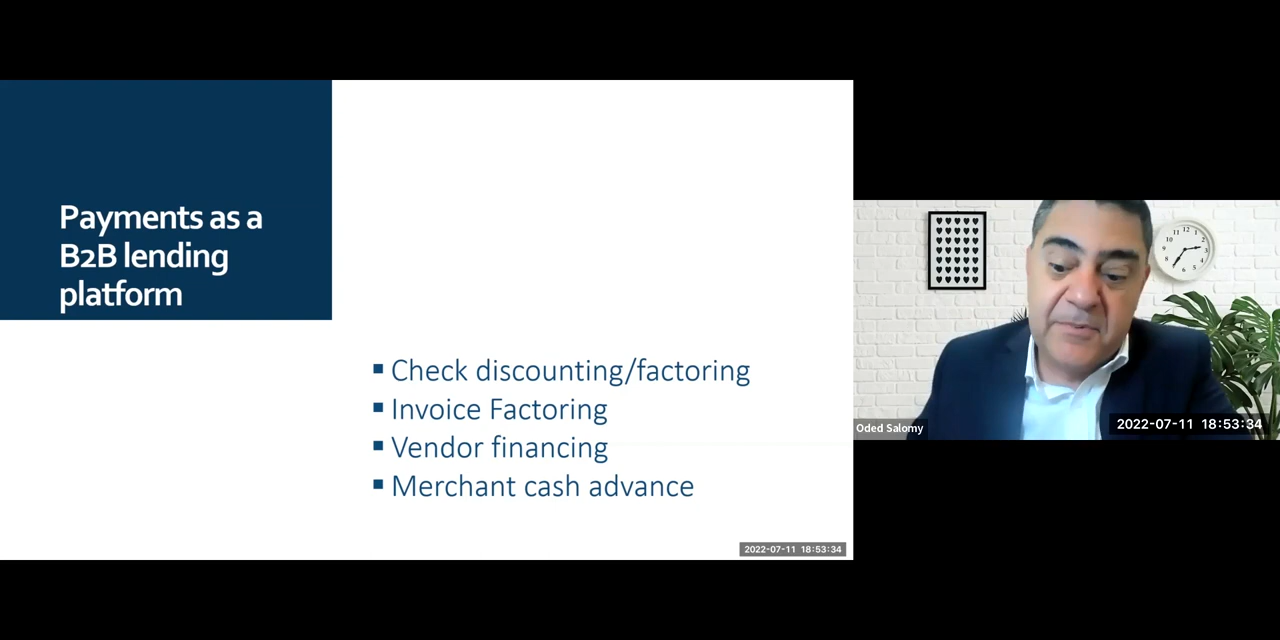 Payments as a
B2B lending
platform
▪ Check discounting/factoring
▪ Invoice Factoring
▪ Vendor financing
▪ Merchant cash advance
2022-07-11 18:53:34
Oded Salomy
2022-07-11 18:53:34